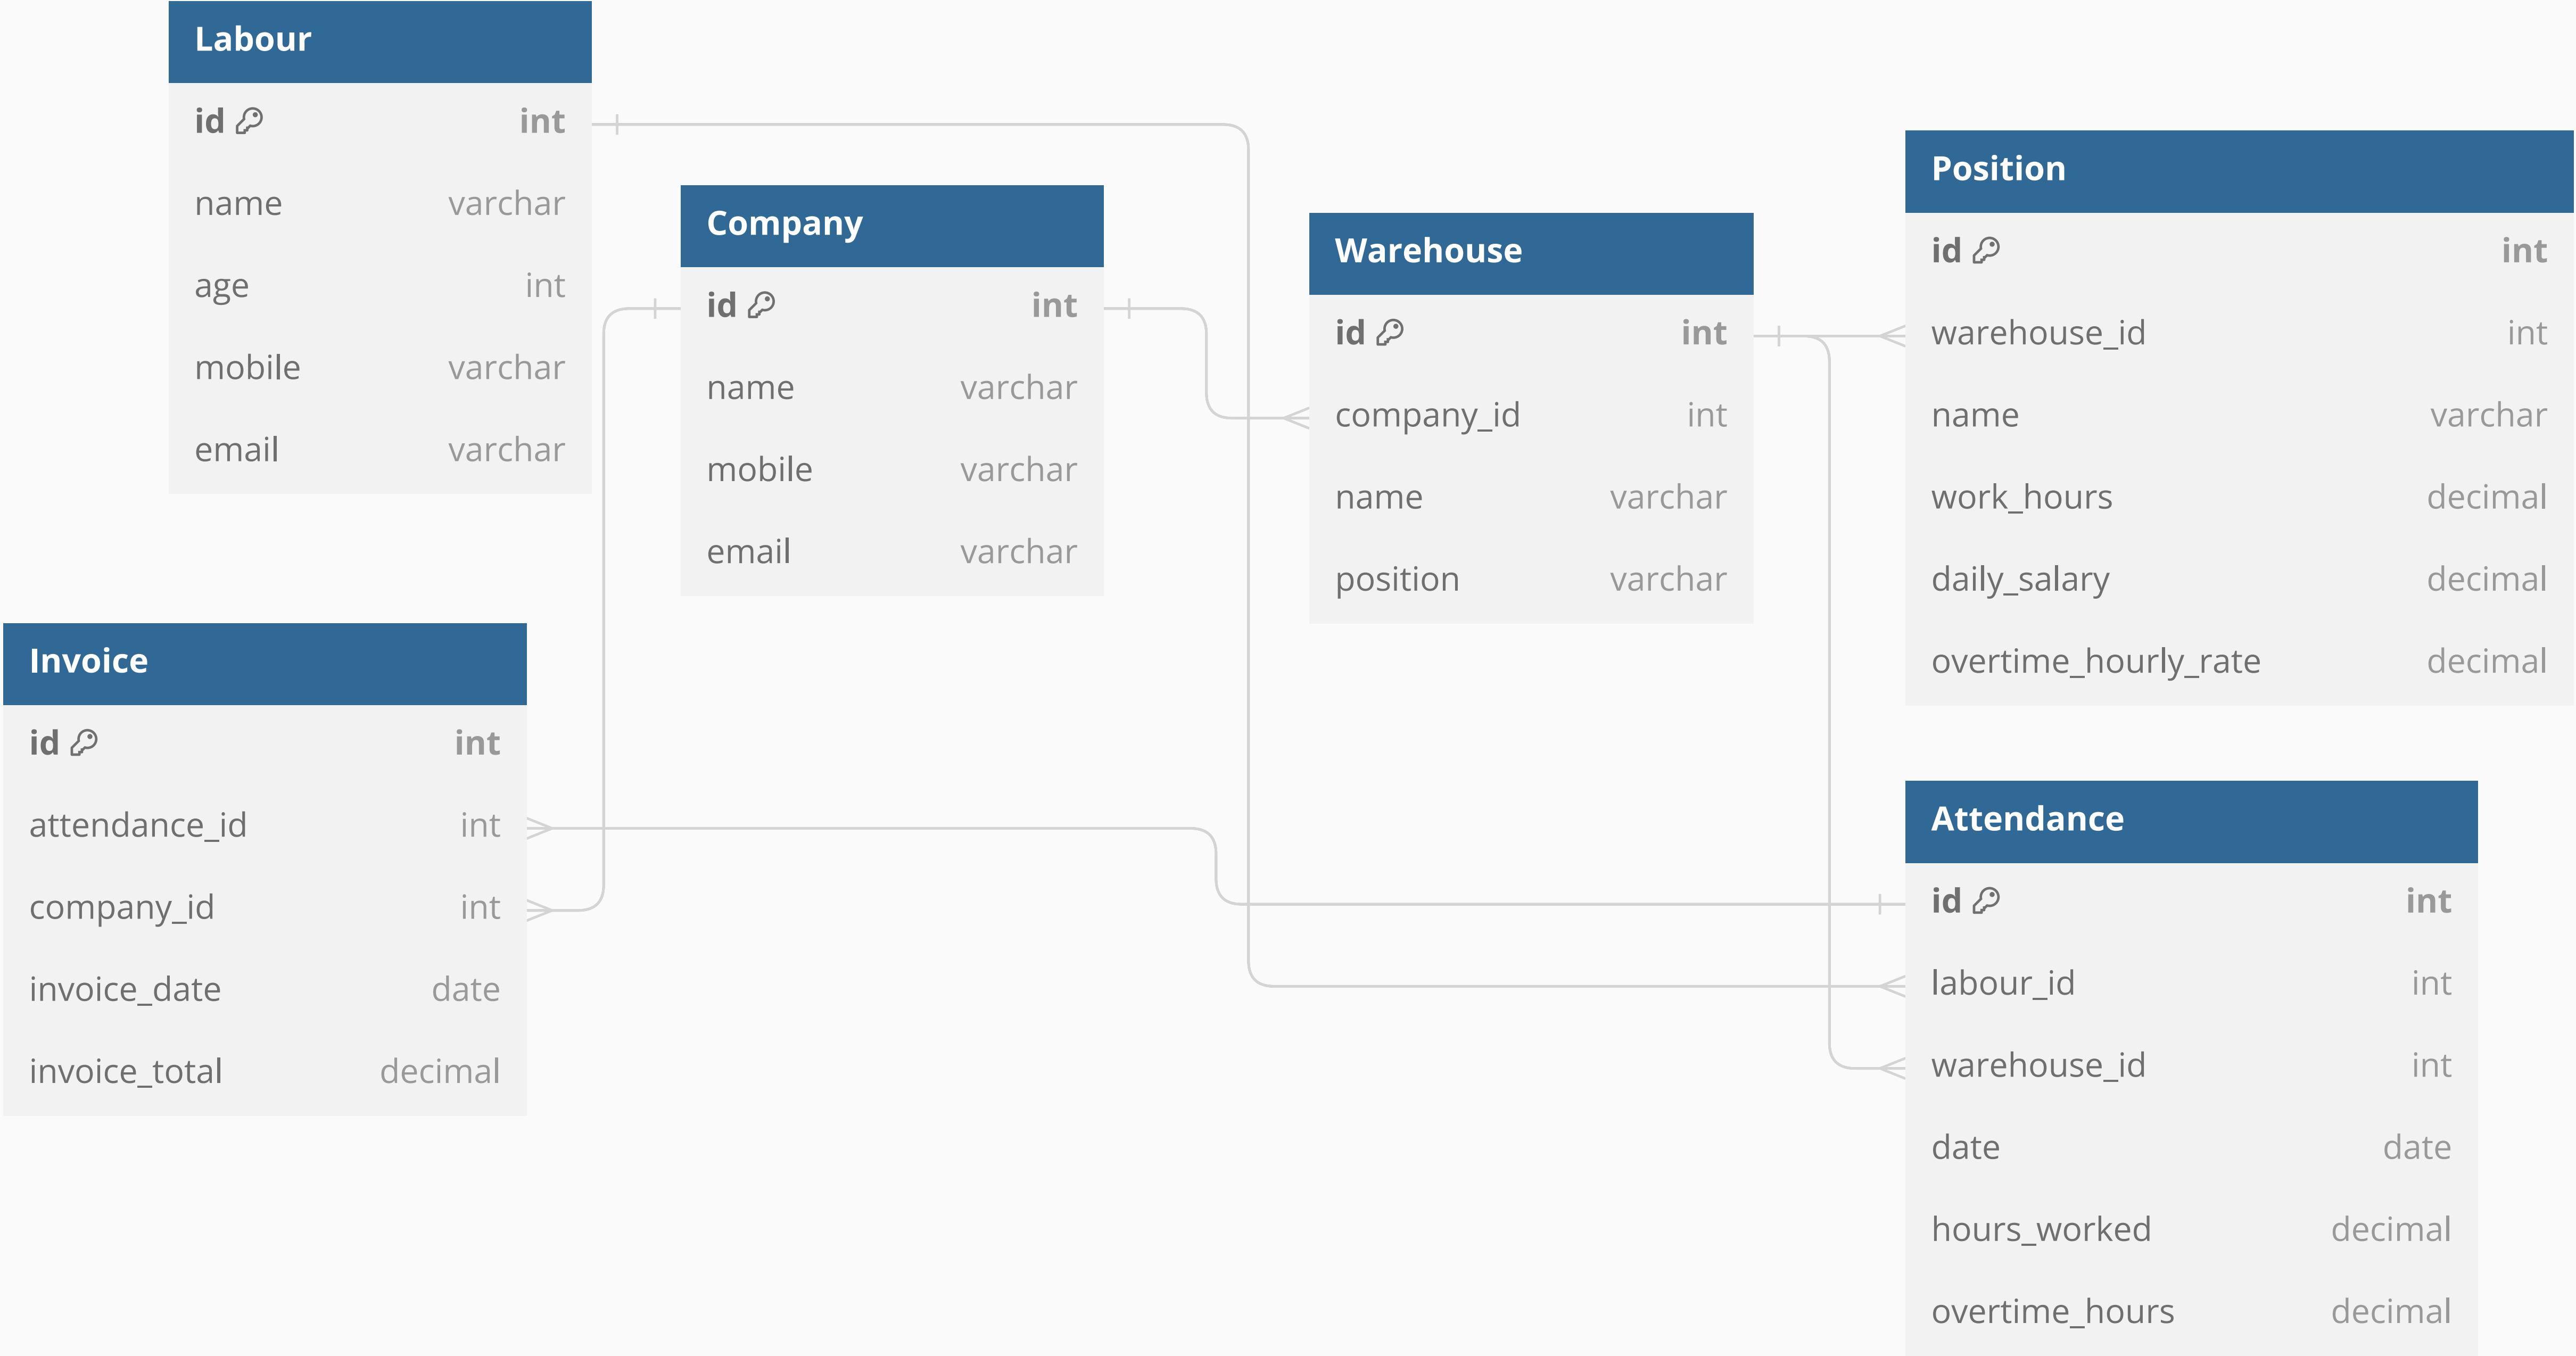 Labour
id int
name varchar
age int
mobile varchar
email varchar
Company
id int
name varchar
mobile varchar
email varchar
Warehouse
id int
company_id int
name varchar
position varchar
Position
id int
warehouse_id int
name varchar
work_hours decimal
daily_salary decimal
overtime_hourly_rate decimal
Invoice
id int
attendance_id int
company_id int
invoice_date date
invoice_total decimal
Attendance
id int
labour_id int
warehouse_id int
date date
hours_worked decimal
overtime_hours decimal